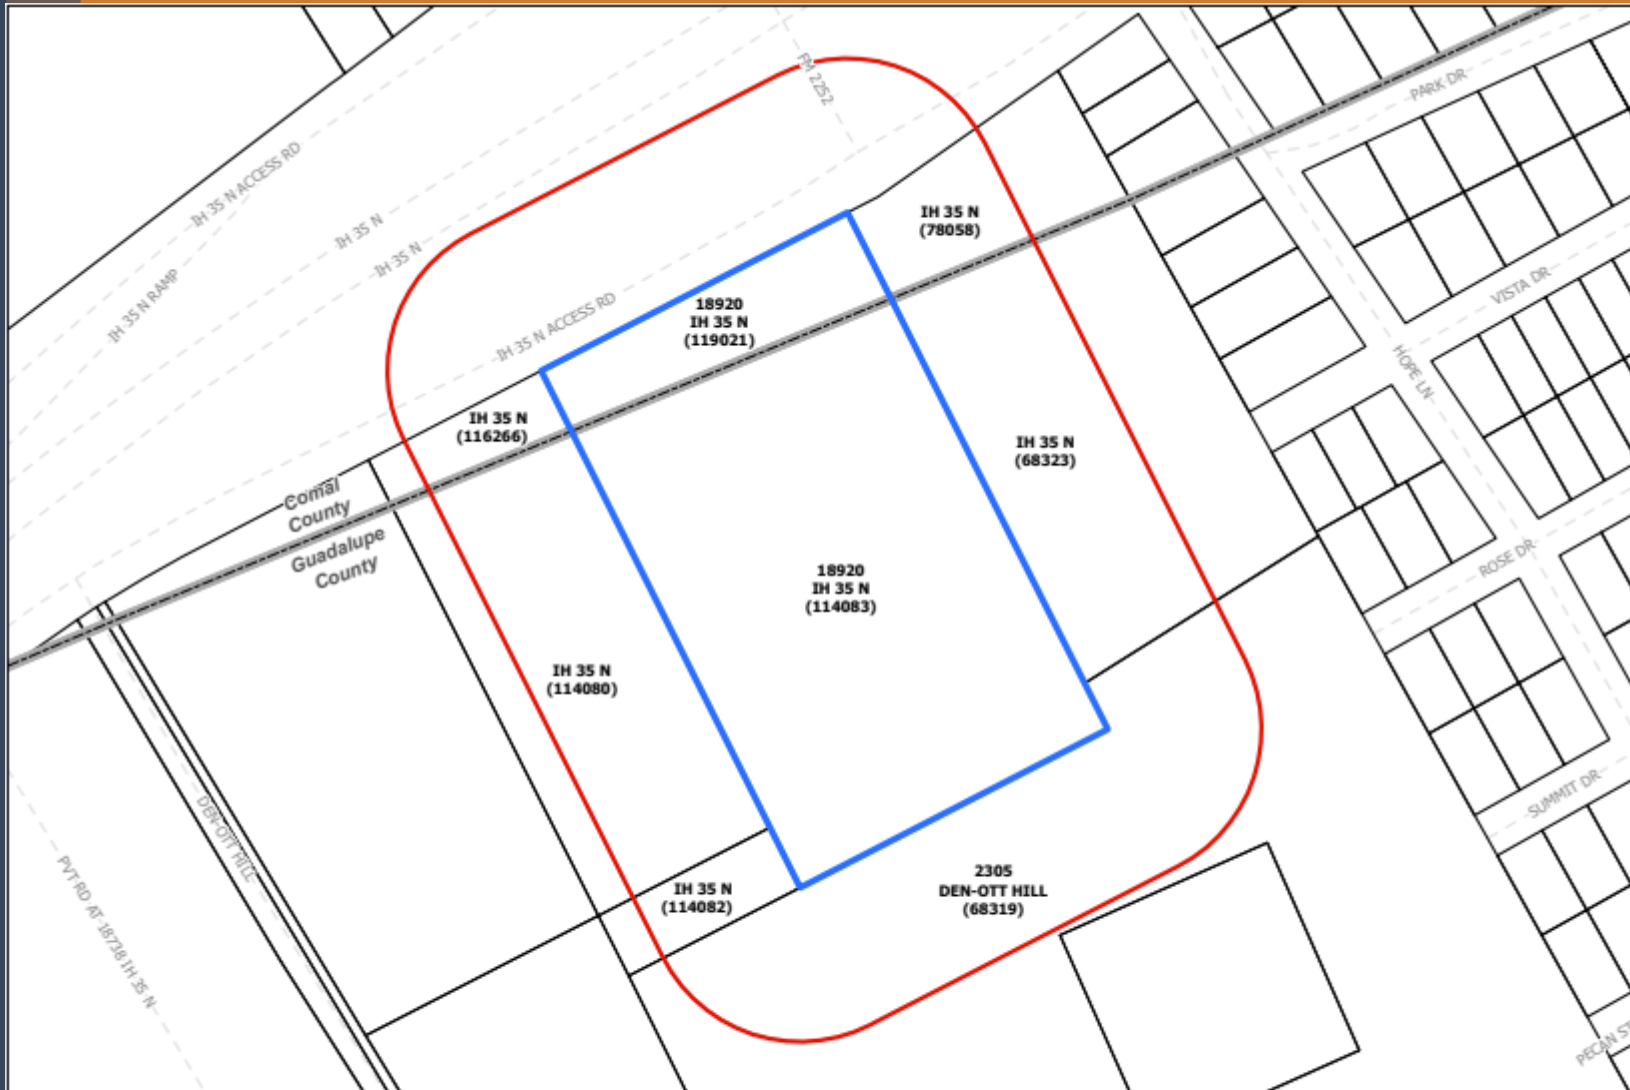 FM 2252
PARK DR
IH 35 N ACCESS RD
IH 35 N
IH 35 N
IH 35 N RAMP
IH 35 N
(78058)
VISTA DR
18920
IH 35 N
(119021)
IH 35 N ACCESS RD
HOPE LN
IH 35 N
(116266)
IH 35 N
(68323)
Comal
County
Guadalupe
County
ROSE DR
18920
IH 35 N
(114083)
IH 35 N
(114080)
SUMMIT DR
DEN-OTT HILL
PVT RD AT 18738 IH 35 N
IH 35 N
(114082)
2305
DEN-OTT HILL
(68319)
PECAN ST